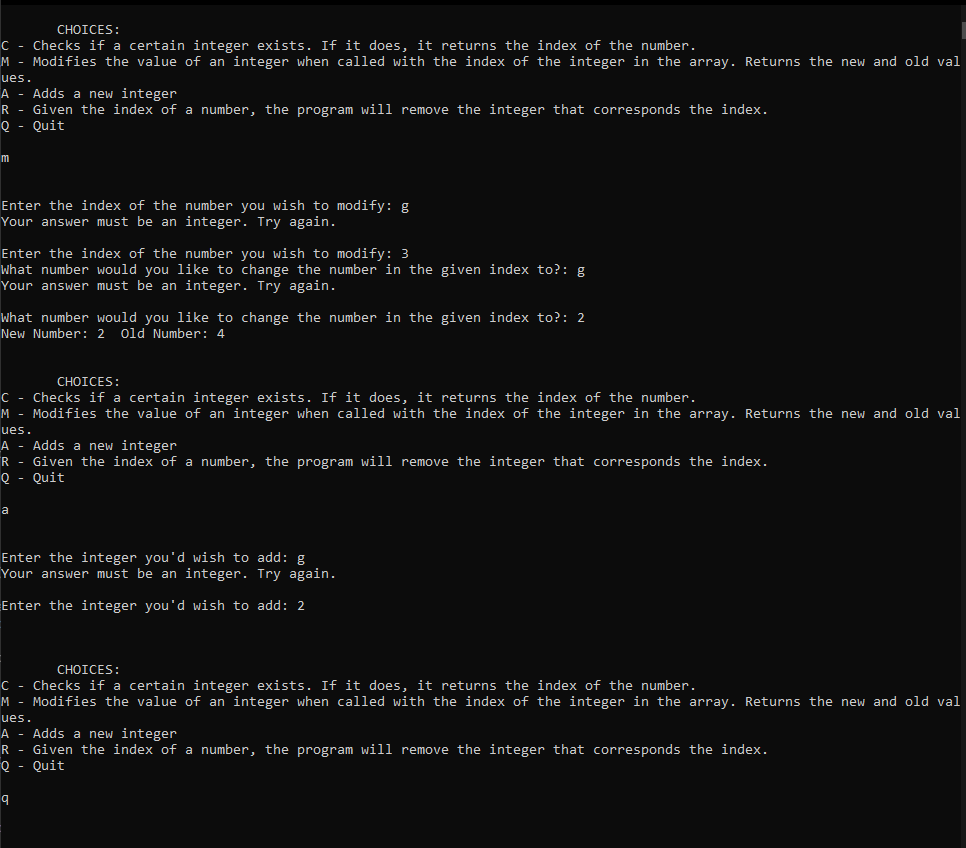 CHOICES:
C - Checks if a certain integer exists. If it does, it returns the index of the number.
M - Modifies the value of an integer when called with the index of the integer in the array. Returns the new and old val
ues.
A - Adds a new integer
R - Given the index of a number, the program will remove the integer that corresponds the index.
Q - Quit
m
Enter the index of the number you wish to modify: g
Your answer must be an integer. Try again.
Enter the index of the number you wish to modify: 3
What number would you like to change the number in the given index to?: g
Your answer must be an integer. Try again.
What number would you like to change the number in the given index to?: 2
New Number: 2  Old Number: 4
CHOICES:
C - Checks if a certain integer exists. If it does, it returns the index of the number.
M - Modifies the value of an integer when called with the index of the integer in the array. Returns the new and old val
ues.
A - Adds a new integer
R - Given the index of a number, the program will remove the integer that corresponds the index.
Q - Quit
a
Enter the integer you'd wish to add: g
Your answer must be an integer. Try again.
Enter the integer you'd wish to add: 2
CHOICES:
C - Checks if a certain integer exists. If it does, it returns the index of the number.
M - Modifies the value of an integer when called with the index of the integer in the array. Returns the new and old val
ues.
A - Adds a new integer
R - Given the index of a number, the program will remove the integer that corresponds the index.
Q - Quit
q